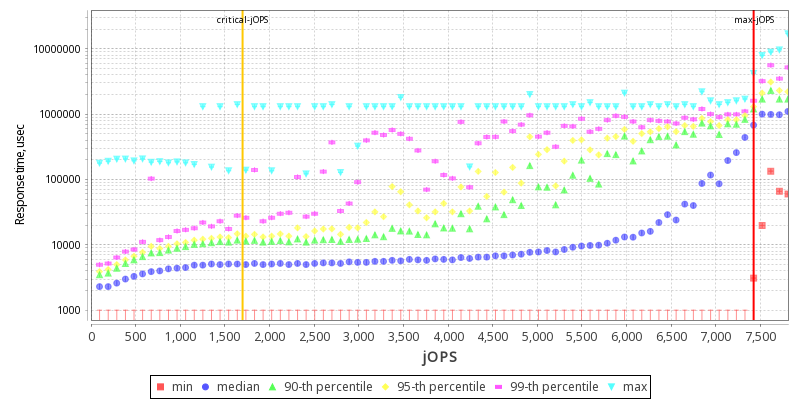 critical-jOPS
max-jOPS
10000000
1000000
100000
10000
1000
Response time, usec
0
500
1,000
1,500
2,000
2,500
3,000
3,500
4,000
4,500
5,000
5,500
6,000
6,500
7,000
7,500
jOPS
min
median
90-th percentile
95-th percentile
99-th percentile
max